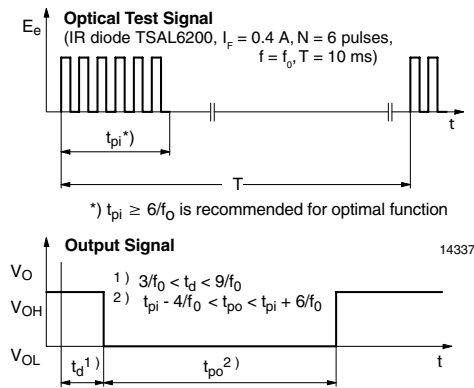 Optical Test Signal
E_e
(IR diode TSAL6200, I_F = 0.4 A, N = 6 pulses,
f = f_0, T = 10 ms)
t
t_pi*)
T
*) t_pi ≥ 6/f_o is recommended for optimal function
Output Signal
14337
V_O
1) 3/f_0 < t_d < 9/f_0
2) t_pi - 4/f_0 < t_po < t_pi + 6/f_0
V_OH
V_OL
t
t_d 1)
t_po 2)